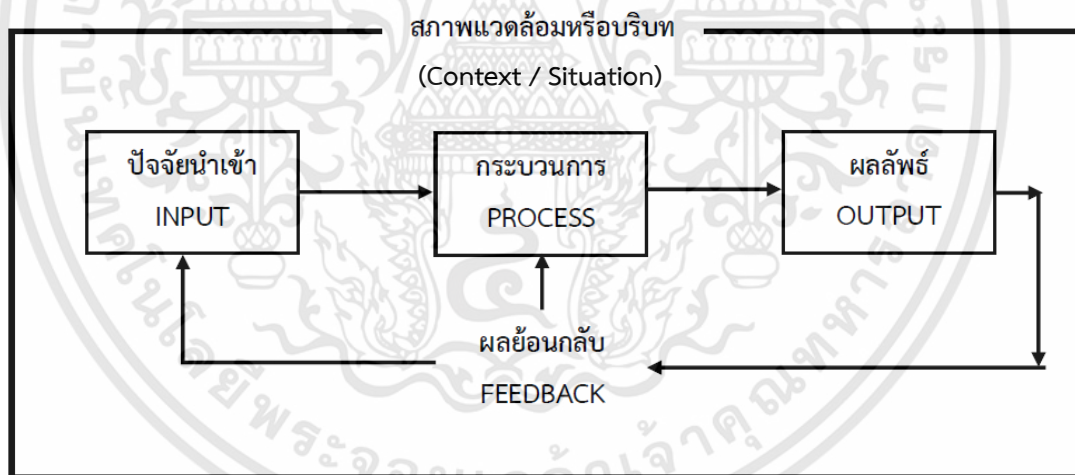 สภาพแวดล้อมหรือบริบท
(Context / Situation)
ปัจจัยนำเข้า
INPUT
กระบวนการ
PROCESS
ผลลัพธ์
OUTPUT
ผลย้อนกลับ
FEEDBACK